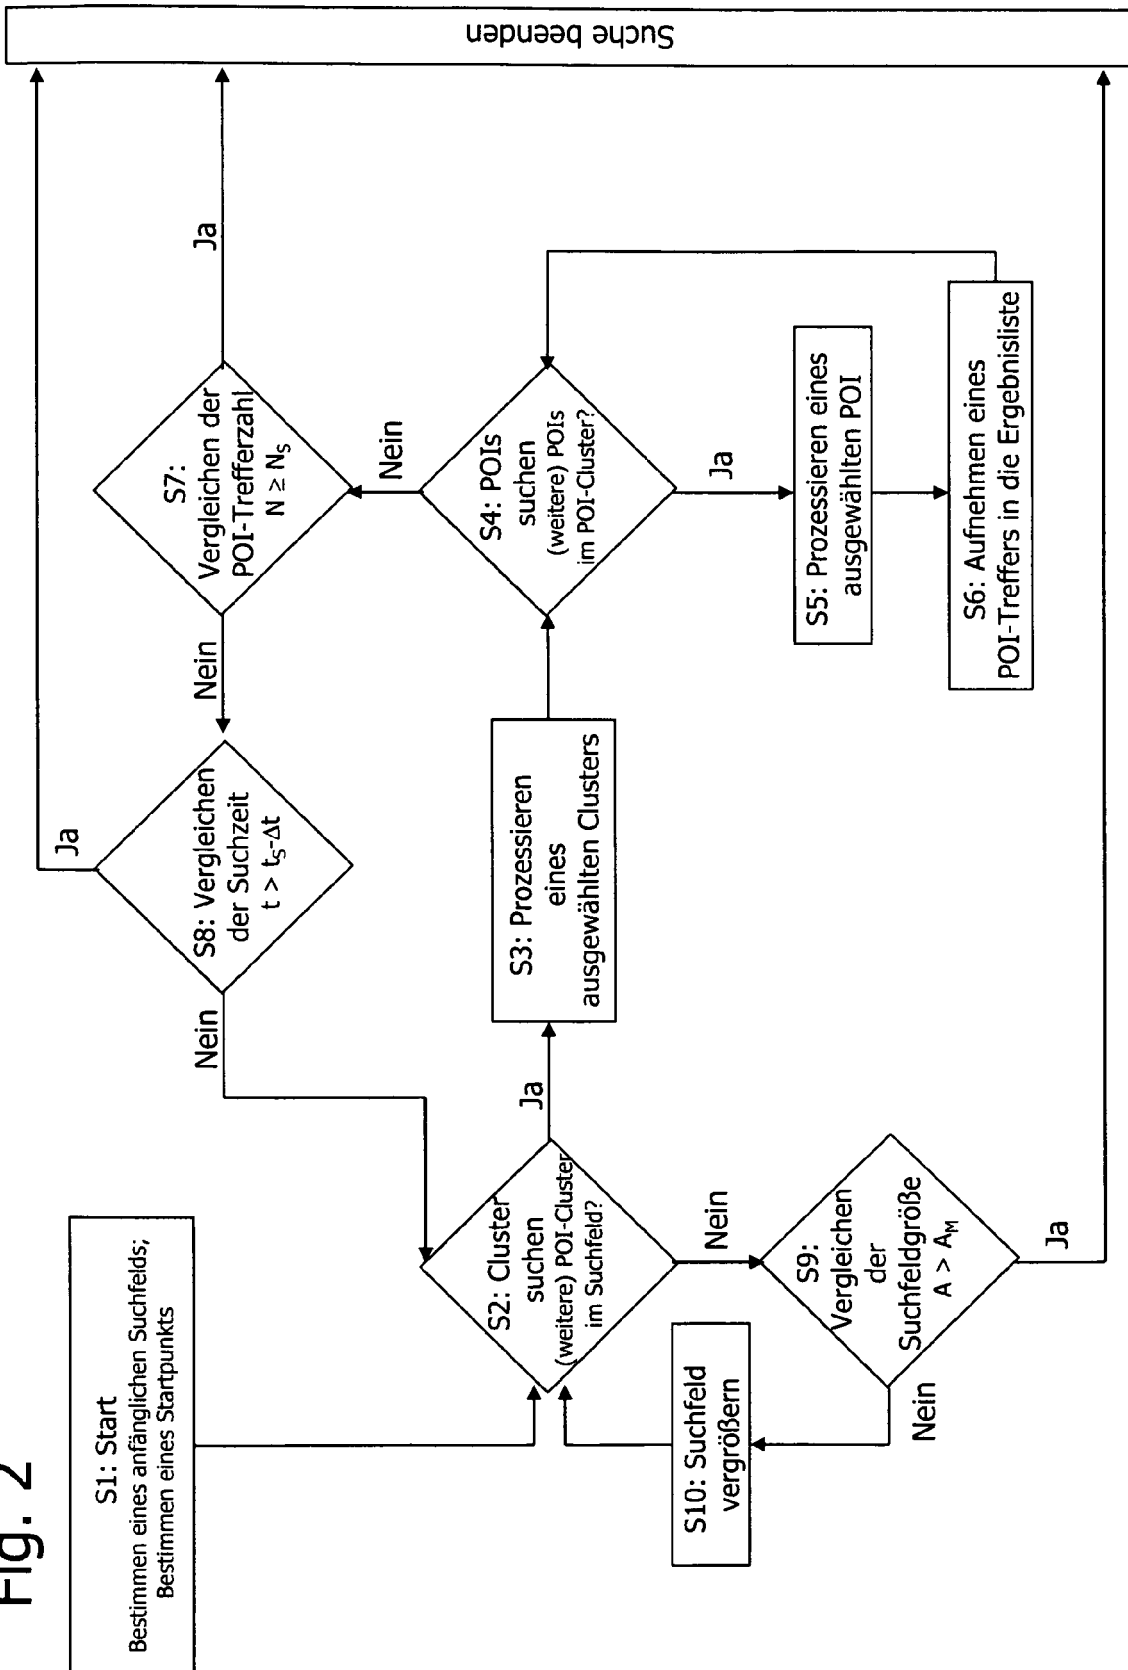 Fig. 2
S1: Start
Bestimmen eines anfänglichen Suchfelds;
Bestimmen eines Startpunkts
S2: Cluster
suchen
(weitere) POI-Cluster
im Suchfeld?
Ja
Nein
S3: Prozessieren
eines
ausgewählten Clusters
S4: POIs
suchen
(weitere) POIs
im POI-Cluster?
Nein
Ja
S5: Prozessieren eines
ausgewählten POI
S6: Aufnehmen eines
POI-Treffers in die Ergebnisliste
S7:
Vergleichen der
POI-Trefferzahl
N ≥ NS
Ja
Nein
S8: Vergleichen
der Suchzeit
t > tS-Δt
Ja
Nein
S9:
Vergleichen
der
Suchfeldgröße
A > AM
Ja
Nein
S10: Suchfeld
vergrößern
Suche beenden